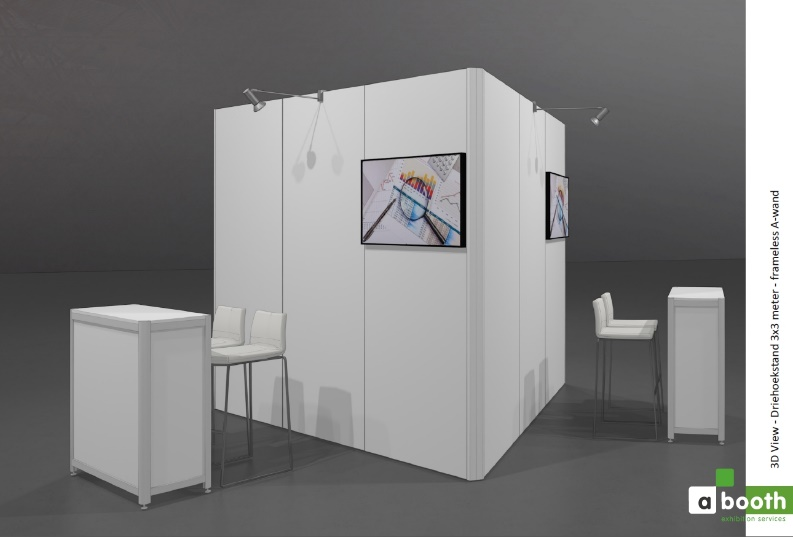 3D View - Driehoekstand 3x3 meter - frameless A-wand
a booth
exhibition services